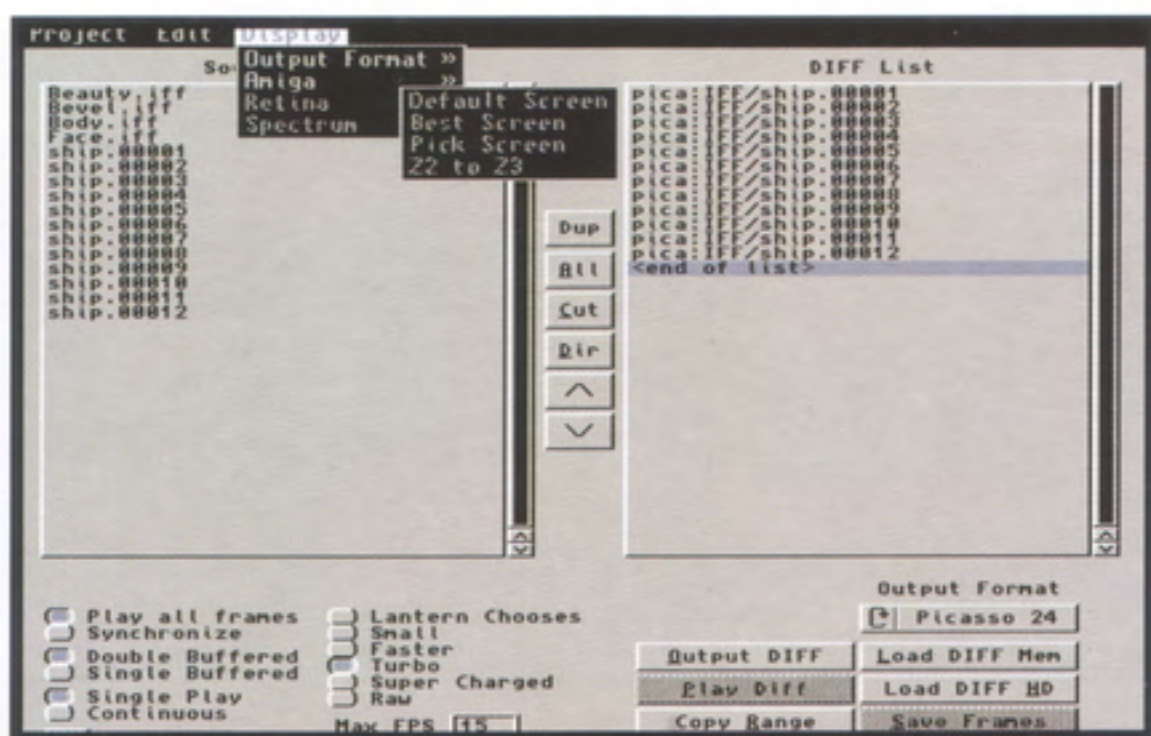 Project Edit Display
So
Output Format »
Amiga »
Retina
Spectrum
Default Screen
Best Screen
Pick Screen
Z2 to Z3
Beauty.iff
Bevel.iff
Body.iff
Face.iff
ship.00001
ship.00002
ship.00003
ship.00004
ship.00005
ship.00006
ship.00007
ship.00008
ship.00009
ship.00010
ship.00011
ship.00012
Dup
All
Cut
Dir
DIFF List
pica:IFF/ship.00001
pica:IFF/ship.00002
pica:IFF/ship.00003
pica:IFF/ship.00004
pica:IFF/ship.00005
pica:IFF/ship.00006
pica:IFF/ship.00007
pica:IFF/ship.00008
pica:IFF/ship.00009
pica:IFF/ship.00010
pica:IFF/ship.00011
pica:IFF/ship.00012
<end of list>
Play all frames
Synchronize
Double Buffered
Single Buffered
Single Play
Continuous
Lantern Chooses
Small
Faster
Turbo
Super Charged
Raw
Max FPS 15
Output Format
Picasso 24
Output DIFF
Load DIFF Mem
Play Diff
Load DIFF HD
Copy Range
Save Frames